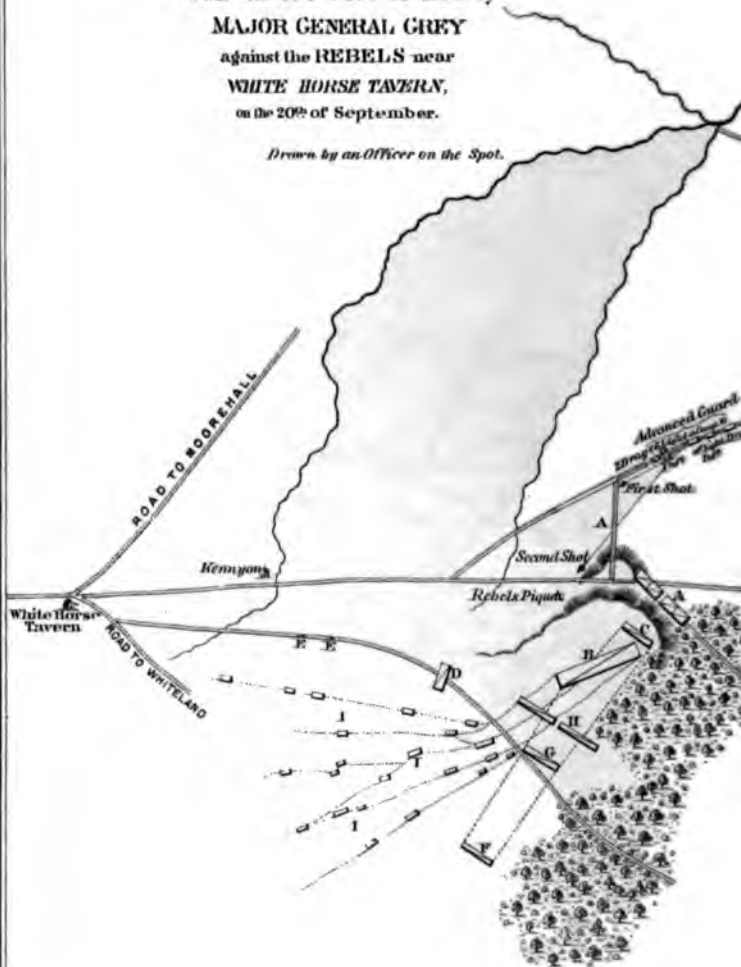 MAJOR GENERAL GREY
against the REBELS near
WHITE HORSE TAVERN,
on the 20th of September.
Drawn by an Officer on the Spot.
ROAD TO MOOREHALL
Advanced Guard
First Shot
A
Second Shot
Kennyon
Rebels Piquet
A
White Horse
Tavern
ROAD TO WHITELAND
E E
C
B
D
I
H
G
I
I
F